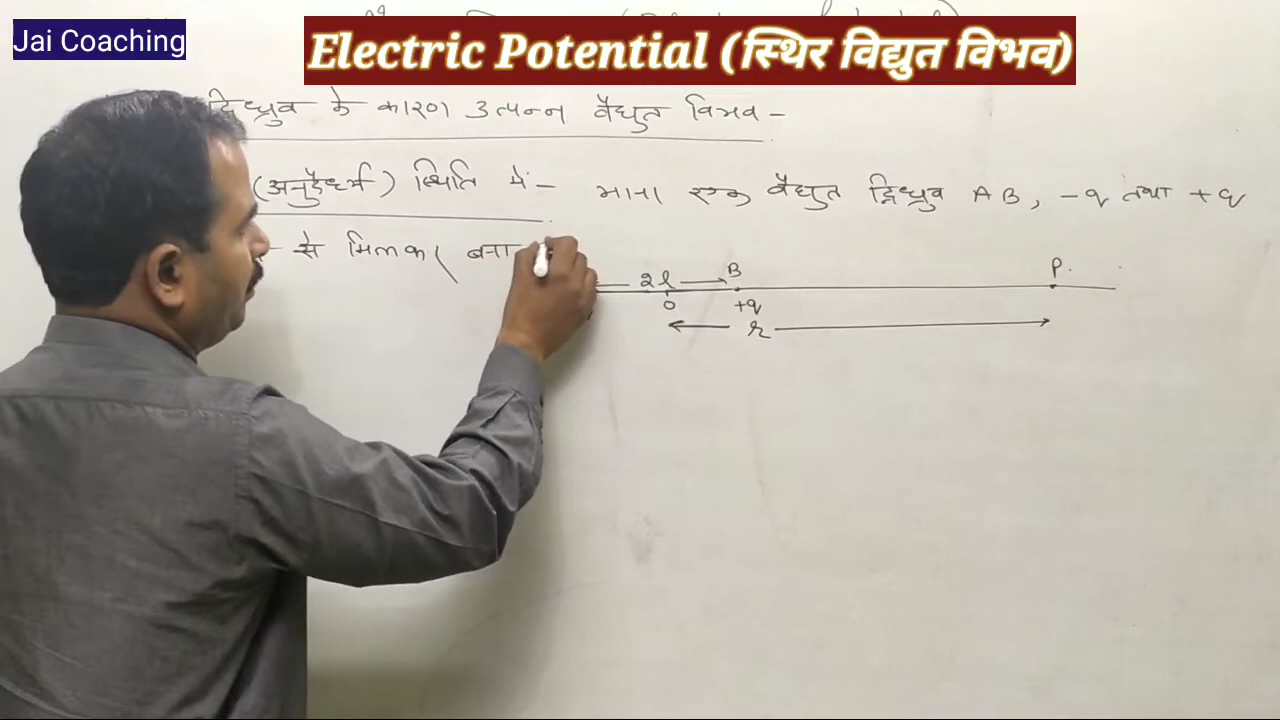 Jai Coaching
Electric Potential (स्थिर विद्युत विभव)
द्विध्रुव के कारण उत्पन्न वैद्युत विभव -
(अनुदैर्ध्य) स्थिति में - माना एक वैद्युत द्विध्रुव AB, -q तथा +q
से मिलकर बना
2l B P.
O +q
r